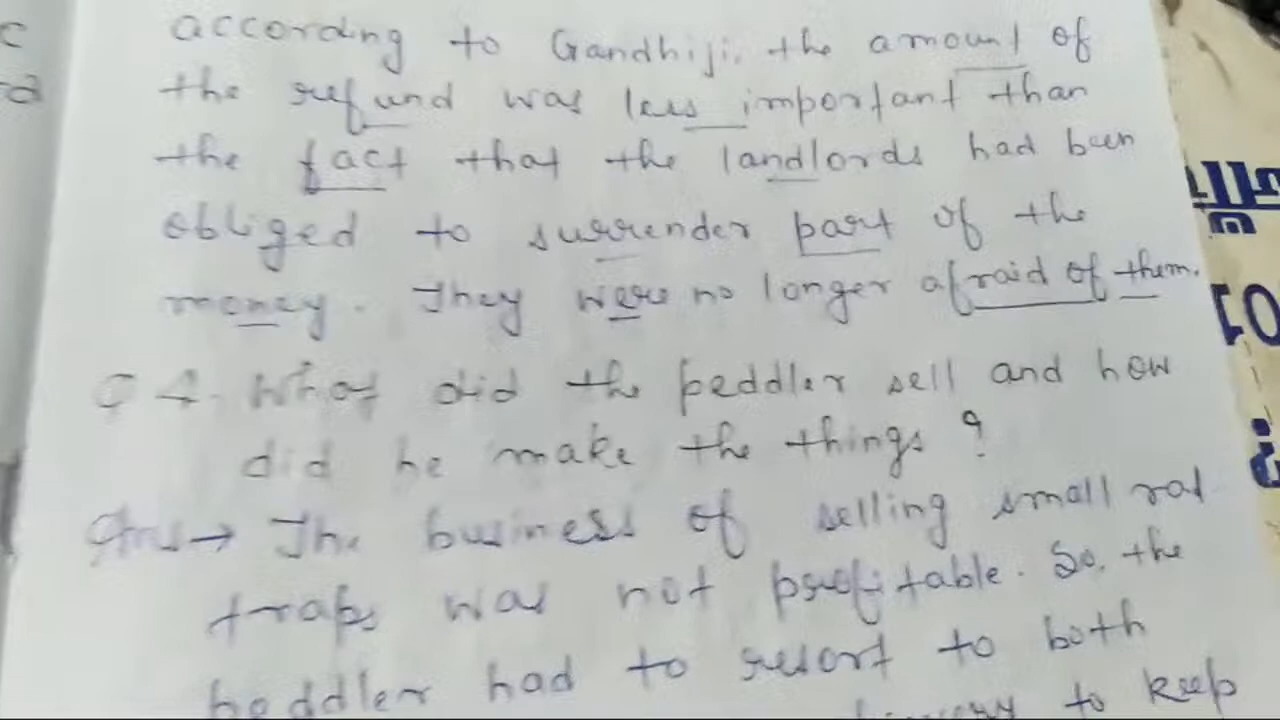 according to Gandhiji, the amount of
the refund was less important than
the fact that the landlords had been
obliged to surrender part of the
money. They were no longer afraid of them.
Q 4. What did the peddler sell and how
did he make the things ?
Ans → The business of selling small rat
traps was not profitable. So, the
peddler had to resort to both
to keep